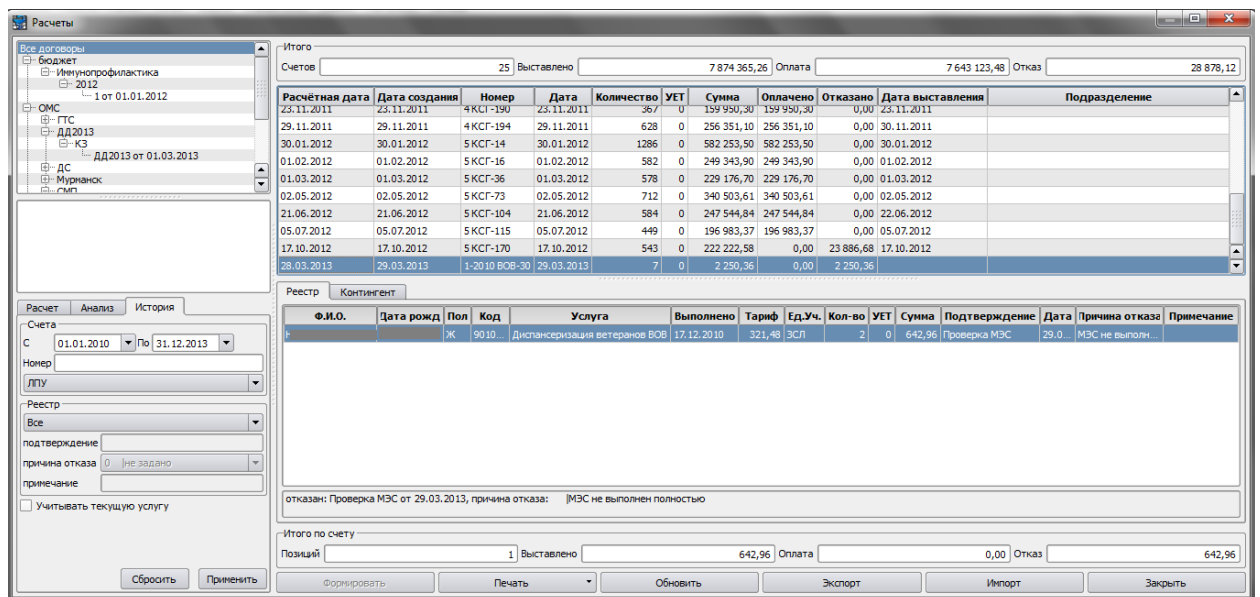 Расчеты
Все договоры
бюджет
Иммунопрофилактика
2012
1 от 01.01.2012
ОМС
ГТС
ДД2013
КЗ
ДД2013 от 01.03.2013
ДС
Мурманск
СМП
Расчет Анализ История
Счета
С 01.01.2010 По 31.12.2013
Номер
ЛПУ
Реестр
Все
подтверждение
причина отказа 0 |не задано
примечание
Учитывать текущую услугу
Сбросить Применить
Итого
Счетов 25 Выставлено 7 874 365,26 Оплата 7 643 123,48 Отказ 28 878,12
Расчётная дата Дата создания Номер Дата Количество УЕТ Сумма Оплачено Отказано Дата выставления Подразделение
23.11.2011 23.11.2011 4 КСГ-190 23.11.2011 367 0 159 950,30 159 950,30 0,00 23.11.2011
29.11.2011 29.11.2011 4 КСГ-194 29.11.2011 628 0 256 351,10 256 351,10 0,00 30.11.2011
30.01.2012 30.01.2012 5 КСГ-14 30.01.2012 1286 0 582 253,50 582 253,50 0,00 30.01.2012
01.02.2012 01.02.2012 5 КСГ-16 01.02.2012 582 0 249 343,90 249 343,90 0,00 01.02.2012
01.03.2012 01.03.2012 5 КСГ-36 01.03.2012 578 0 229 176,70 229 176,70 0,00 01.03.2012
02.05.2012 02.05.2012 5 КСГ-73 02.05.2012 712 0 340 503,61 340 503,61 0,00 02.05.2012
21.06.2012 21.06.2012 5 КСГ-104 21.06.2012 584 0 247 544,84 247 544,84 0,00 22.06.2012
05.07.2012 05.07.2012 5 КСГ-115 05.07.2012 449 0 196 983,37 196 983,37 0,00 05.07.2012
17.10.2012 17.10.2012 5 КСГ-170 17.10.2012 543 0 222 222,58 0,00 23 886,68 17.10.2012
28.03.2013 29.03.2013 1-2010 ВОВ-30 29.03.2013 7 0 2 250,36 0,00 2 250,36
Реестр Контингент
Ф.И.О. Дата рожд Пол Код Услуга Выполнено Тариф Ед.Уч. Кол-во УЕТ Сумма Подтверждение Дата Причина отказа Примечание
Ж 9010... Диспансеризация ветеранов ВОВ 17.12.2010 321,48 ЗСЛ 2 0 642,96 Проверка МЭС 29.0... МЭС не выполн...
отказан: Проверка МЭС от 29.03.2013, причина отказа: |МЭС не выполнен полностью
Итого по счету
Позиций 1 Выставлено 642,96 Оплата 0,00 Отказ 642,96
Формировать Печать Обновить Экспорт Импорт Закрыть